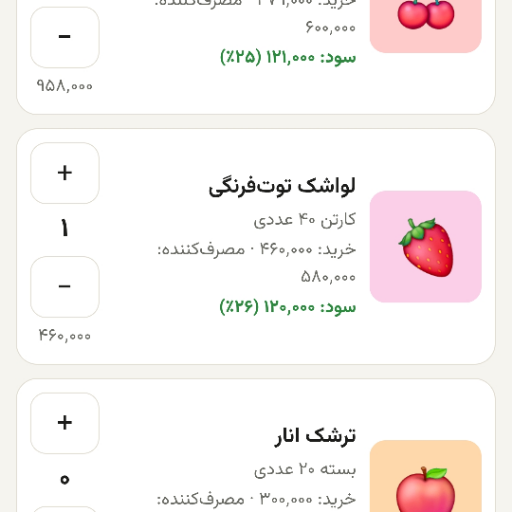 ۶۰۰,۰۰۰
سود: ۱۲۱,۰۰۰ (۲۵٪)
−
۹۵۸,۰۰۰
لواشک توت‌فرنگی
کارتن ۴۰ عددی
خرید: ۴۶۰,۰۰۰ · مصرف‌کننده:
۵۸۰,۰۰۰
سود: ۱۲۰,۰۰۰ (۲۶٪)
+
۱
−
۴۶۰,۰۰۰
ترشک انار
بسته ۲۰ عددی
خرید: ۳۰۰,۰۰۰ · مصرف‌کننده:
+
۰